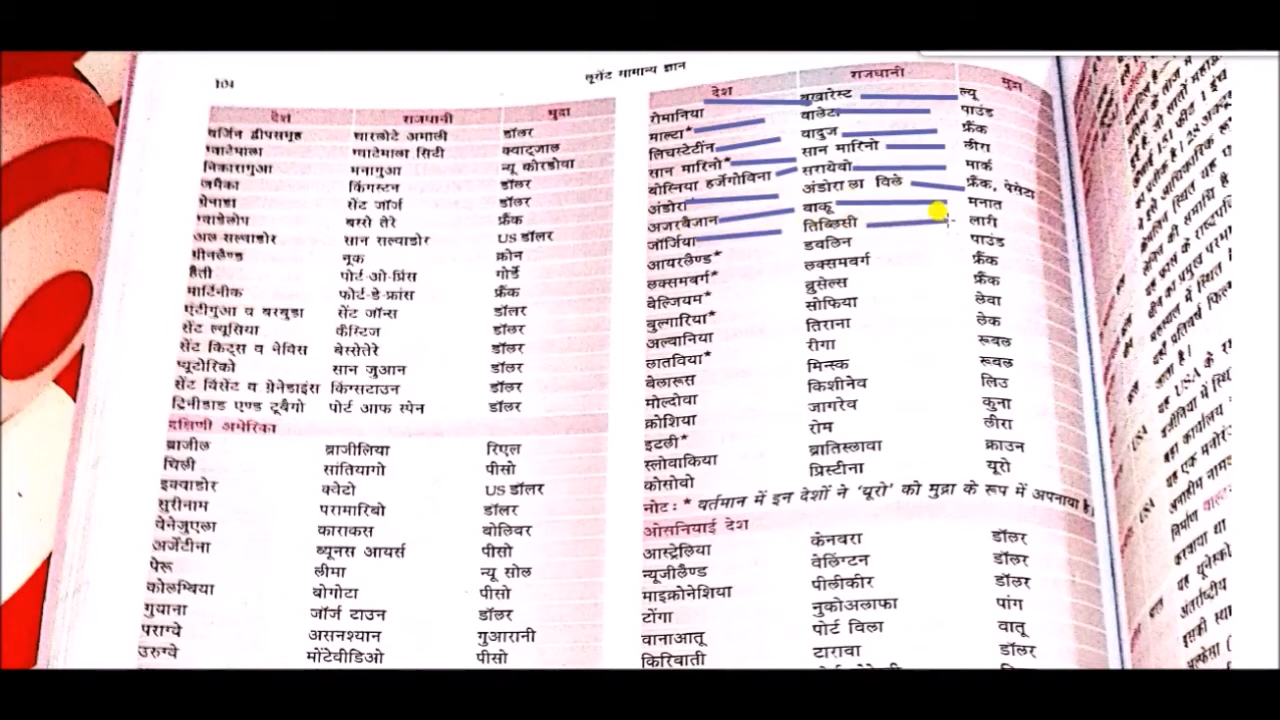 104
लूसेंट सामान्य ज्ञान
देश राजधानी मुद्रा
वर्जिन द्वीपसमूह चारलोटे अमाली डॉलर
ग्वाटेमाला ग्वाटेमाला सिटी क्वाट्जाल
निकारागुआ मनागुआ न्यू कोरडोबा
जमैका किंगस्टन डॉलर
ग्रेनाडा सेंट जॉर्ज डॉलर
ग्वाडेलोप बस्से तेरे फ्रैंक
अल सल्वाडोर सान सल्वाडोर US डॉलर
ग्रीनलैण्ड नूक क्रोन
हैती पोर्ट-ओ-प्रिंस गोर्डे
मार्टिनीक फोर्ट-डे-फ्रांस फ्रैंक
एंटीगुआ व बरबुडा सेंट जॉन्स डॉलर
सेंट ल्यूसिया कैस्टिज डॉलर
सेंट किट्स व नेविस बेस्सेतेरे डॉलर
प्यूटोरिको सान जुआन डॉलर
सेंट विंसेंट व ग्रेनेडाइंस किंग्सटाउन डॉलर
ट्रिनीडाड एण्ड टूबैगो पोर्ट आफ स्पेन डॉलर
दक्षिणी अमेरिका
ब्राजील ब्राजीलिया रिएल
चिली सांतियागो पीसो
इक्वाडोर क्वेटो US डॉलर
सुरीनाम परामारिबो डॉलर
वेनेजुएला काराकस बोलिवर
अर्जेंटीना ब्यूनस आयर्स पीसो
पेरू लीमा न्यू सोल
कोलम्बिया बोगोटा पीसो
गुयाना जॉर्ज टाउन डॉलर
पराग्वे असनश्यान गुआरानी
उरुग्वे मोंटेवीडिओ पीसो
देश राजधानी मुद्रा
रोमानिया बुखारेस्ट ल्यू
माल्टा* वालेटा पाउंड
लिचस्टेटींन वादुज फ्रैंक
सान मारिनो* सान मारिनो लीरा
बोस्निया हर्जेगोविना सरायेवो मार्क
अंडोरा अंडोरा ला विले फ्रैंक, पेसेटा
अजरबैजान बाकू मनात
जॉर्जिया तिब्लिसी लारी
आयरलैण्ड* डबलिन पाउंड
लक्समबर्ग* लक्समवर्ग फ्रैंक
बेल्जियम* ब्रुसेल्स फ्रैंक
बुल्गारिया* सोफिया लेवा
अल्वानिया तिराना लेक
लातविया* रीगा रूबल
बेलारूस मिन्स्क रूबल
मोल्दोवा किशीनेव लिउ
क्रोशिया जागरेव कुना
इटली* रोम लीरा
स्लोवाकिया ब्रातिस्लावा क्राउन
कोसोवो प्रिस्टीना यूरो
नोट : * वर्तमान में इन देशों ने 'यूरो' को मुद्रा के रूप में अपनाया है
ओसनियाई देश
आस्ट्रेलिया केनबरा डॉलर
न्यूजीलैण्ड वेलिंग्टन डॉलर
माइक्रोनेशिया पीलीकीर डॉलर
टोंगा नुकोअलाफा पांग
वानाआतू पोर्ट विला वातू
किरिबाती टारावा डॉलर